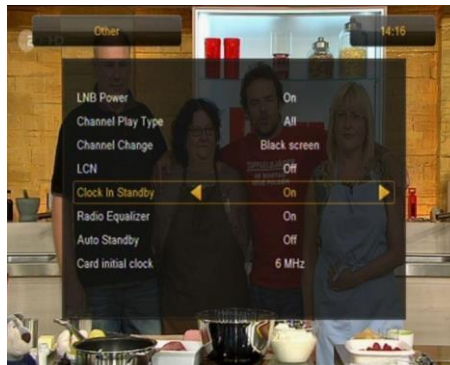 Other
14:16
LNB Power On
Channel Play Type All
Channel Change Black screen
LCN Off
Clock In Standby On
Radio Equalizer On
Auto Standby Off
Card initial clock 6 MHz